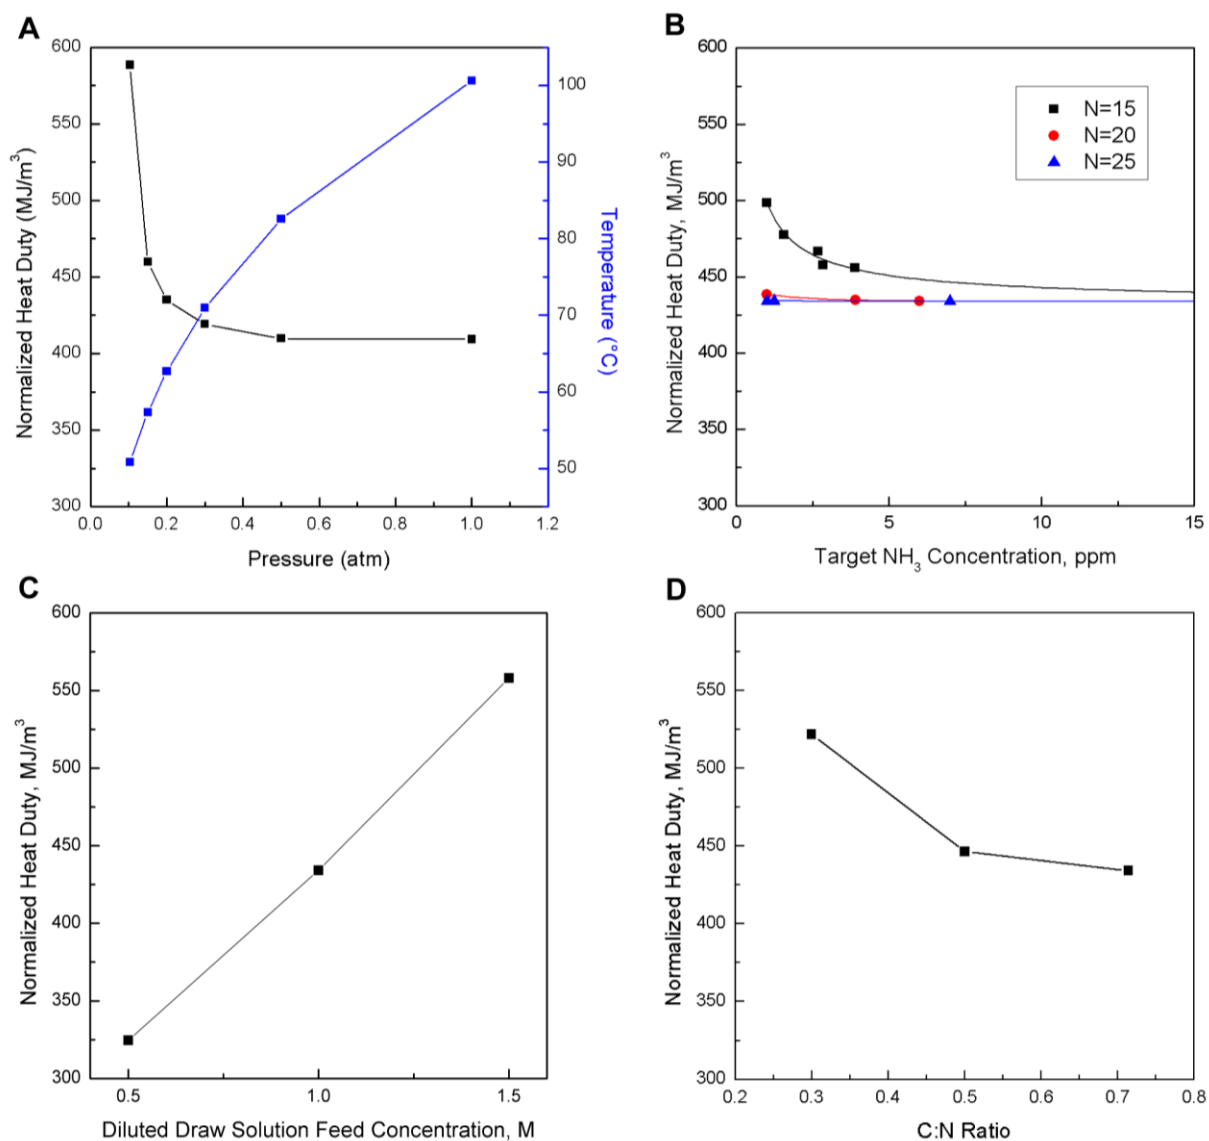 A
600
550
500
450
400
350
300
Normalized Heat Duty (MJ/m³)
0.0 0.2 0.4 0.6 0.8 1.0 1.2
Pressure (atm)
100
90
80
70
60
50
Temperature (°C)
B
600
550
500
450
400
350
300
Normalized Heat Duty, MJ/m³
N=15
N=20
N=25
0 5 10 15
Target NH₃ Concentration, ppm
C
600
550
500
450
400
350
300
Normalized Heat Duty, MJ/m³
0.5 1.0 1.5
Diluted Draw Solution Feed Concentration, M
D
600
550
500
450
400
350
300
Normalized Heat Duty, MJ/m³
0.2 0.3 0.4 0.5 0.6 0.7 0.8
C:N Ratio